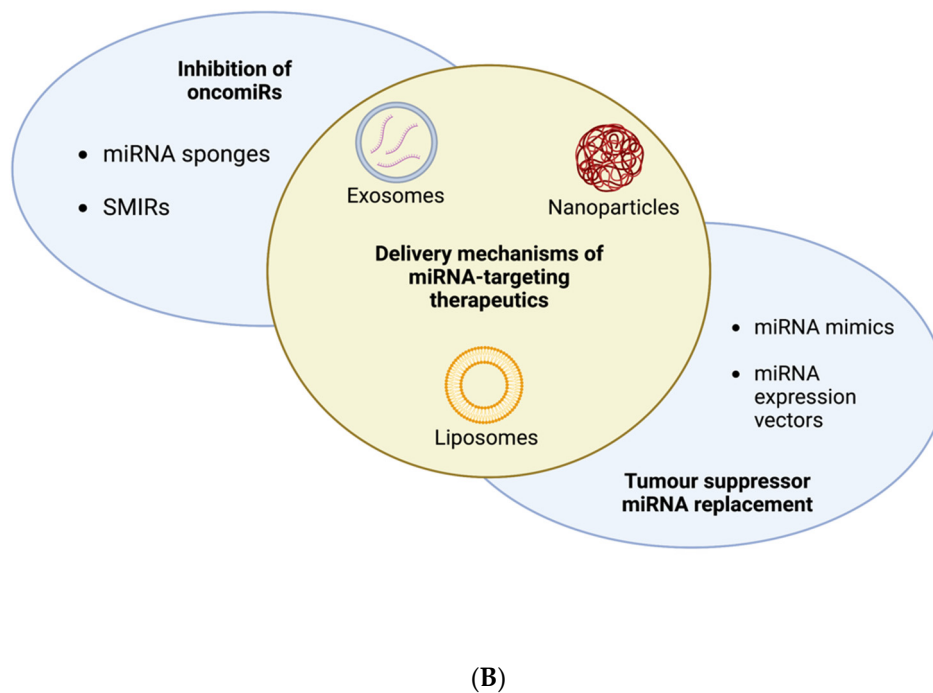 Inhibition of
oncomiRs
• miRNA sponges
• SMIRs
Exosomes
Nanoparticles
Delivery mechanisms of
miRNA-targeting
therapeutics
Liposomes
• miRNA mimics
• miRNA
expression
vectors
Tumour suppressor
miRNA replacement
(B)